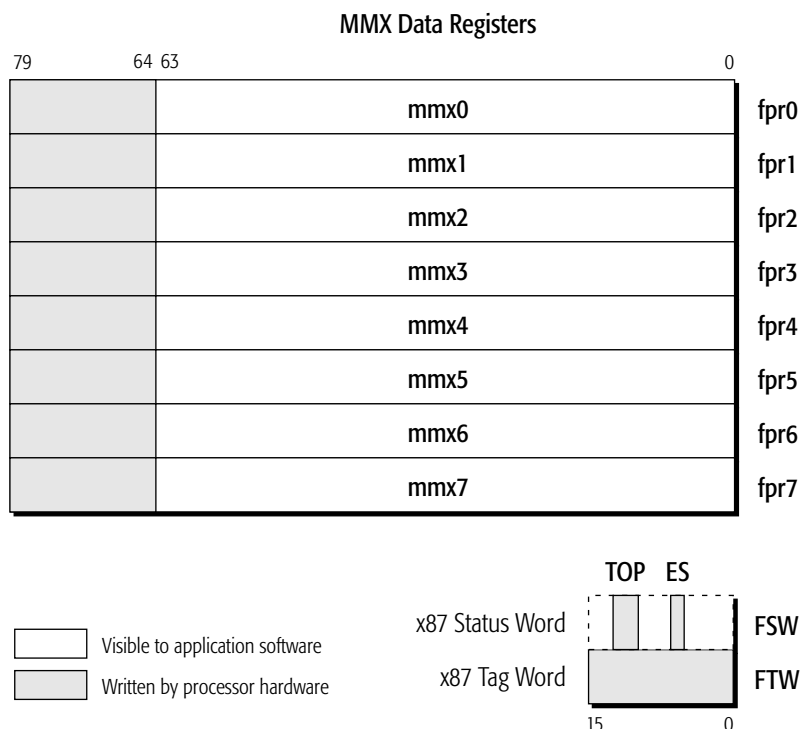 MMX Data Registers
79 64 63 0
mmx0 fpr0
mmx1 fpr1
mmx2 fpr2
mmx3 fpr3
mmx4 fpr4
mmx5 fpr5
mmx6 fpr6
mmx7 fpr7
TOP ES
x87 Status Word FSW
Visible to application software
x87 Tag Word FTW
Written by processor hardware
15 0